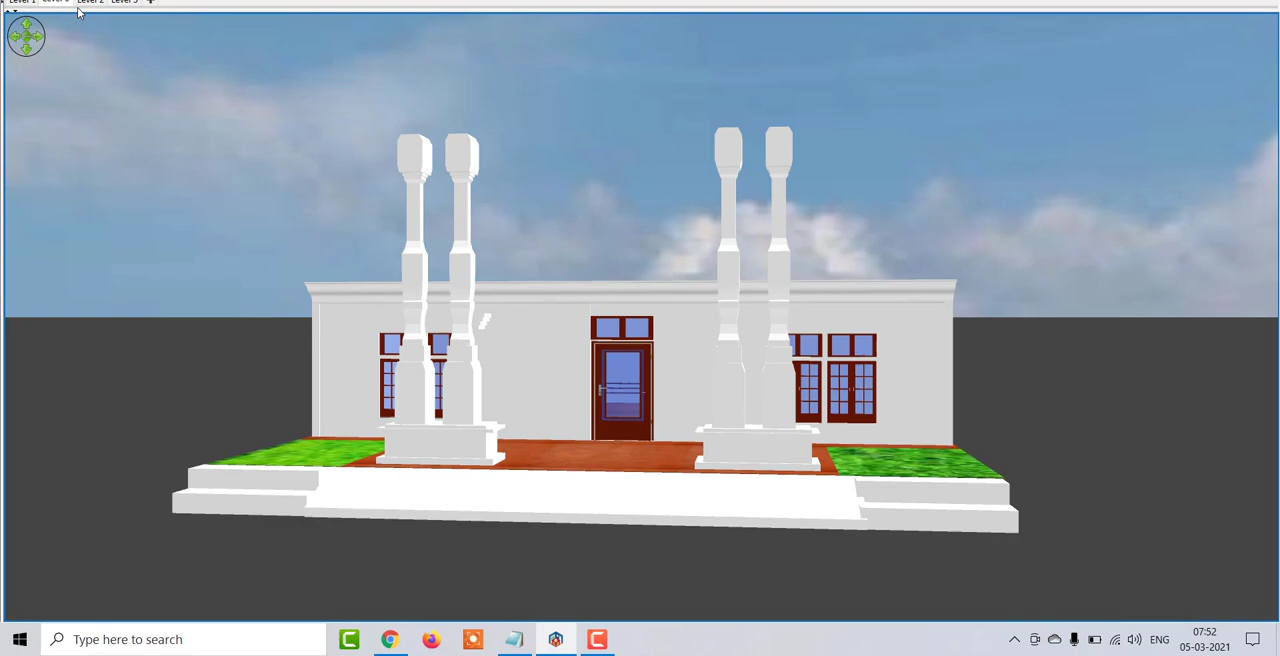 Level 1
Level 2
Level 3
Type here to search
ENG
07:52
05-03-2021